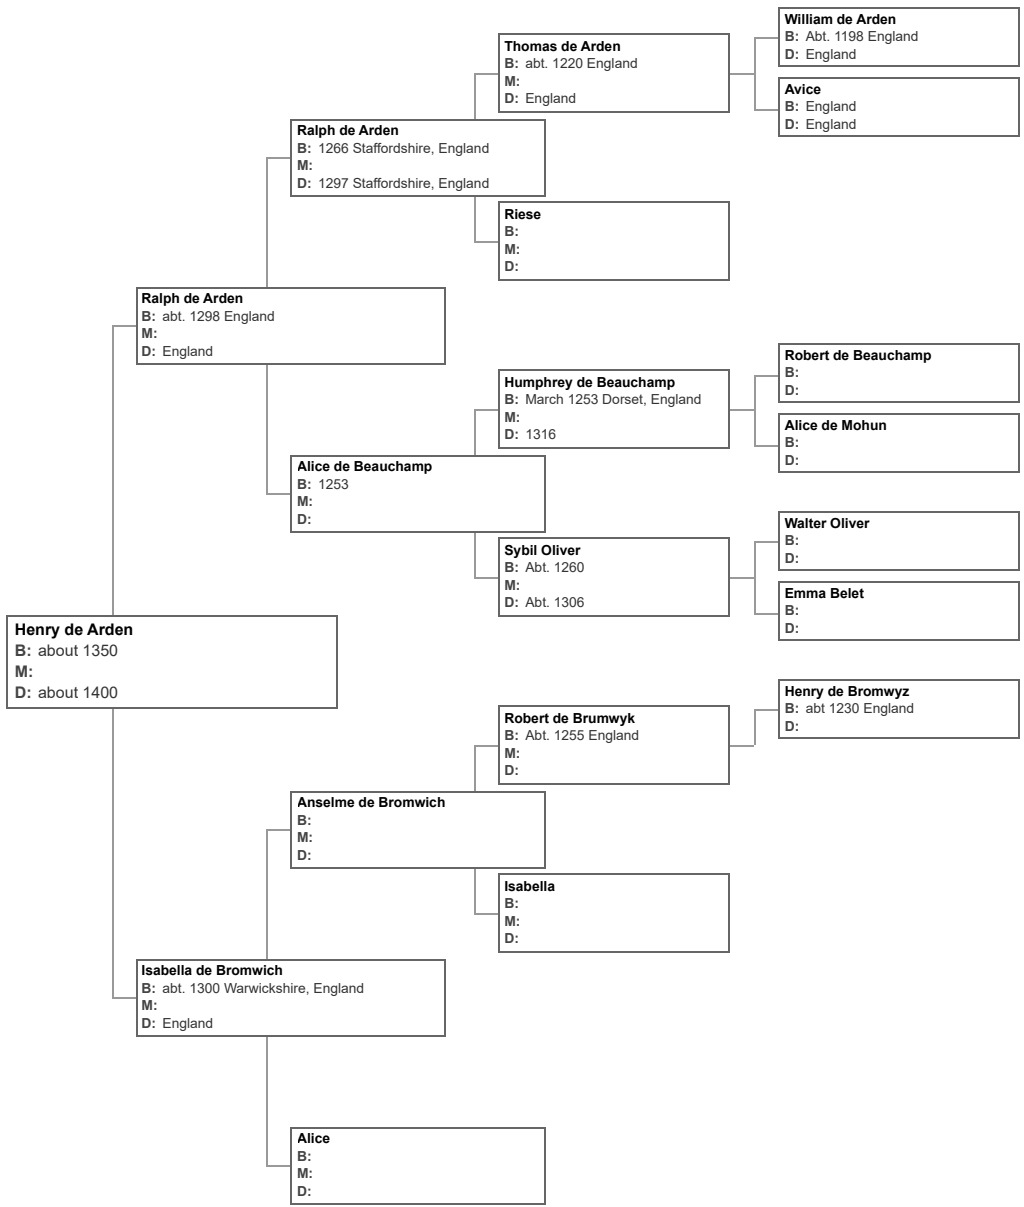 William de Arden
B: Abt. 1198 England
D: England
Thomas de Arden
B: abt. 1220 England
M:
D: England
Avice
B: England
D: England
Ralph de Arden
B: 1266 Staffordshire, England
M:
D: 1297 Staffordshire, England
Riese
B:
M:
D:
Ralph de Arden
B: abt. 1298 England
M:
D: England
Robert de Beauchamp
B:
D:
Humphrey de Beauchamp
B: March 1253 Dorset, England
M:
D: 1316
Alice de Mohun
B:
D:
Alice de Beauchamp
B: 1253
M:
D:
Walter Oliver
B:
D:
Sybil Oliver
B: Abt. 1260
M:
D: Abt. 1306
Emma Belet
B:
D:
Henry de Arden
B: about 1350
M:
D: about 1400
Henry de Bromwyz
B: abt 1230 England
D:
Robert de Brumwyk
B: Abt. 1255 England
M:
D:
Anselme de Bromwich
B:
M:
D:
Isabella
B:
M:
D:
Isabella de Bromwich
B: abt. 1300 Warwickshire, England
M:
D: England
Alice
B:
M:
D: